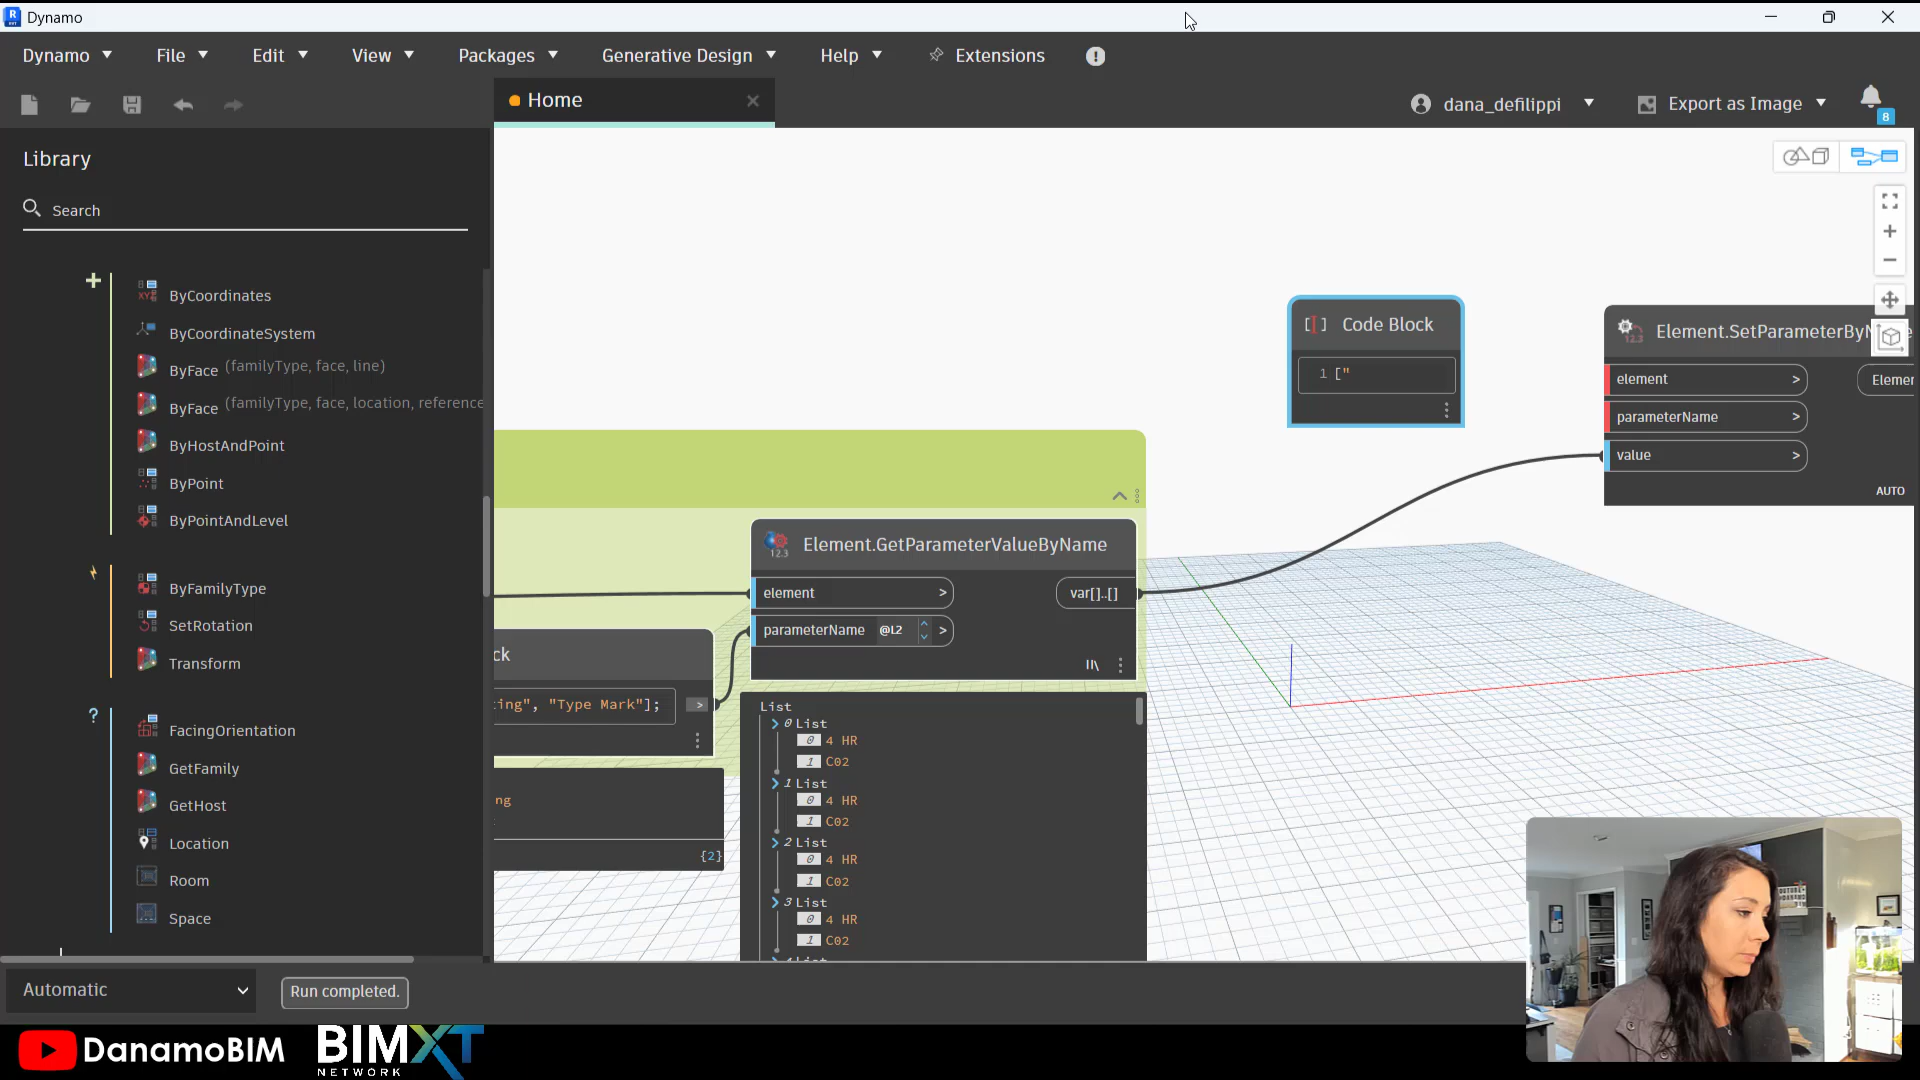 Dynamo
Dynamo File Edit View Packages Generative Design Help Extensions
Home
dana_defilippi Export as Image 8
Library
Search
ByCoordinates
ByCoordinateSystem
ByFace (familyType, face, line)
ByFace (familyType, face, location, reference
ByHostAndPoint
ByPoint
ByPointAndLevel
ByFamilyType
SetRotation
Transform
FacingOrientation
GetFamily
GetHost
Location
Room
Space
Code Block
1 ["
Element.SetParameterByN
element > Elemen
parameterName >
value >
AUTO
Element.GetParameterValueByName
element > var[]..[]
parameterName @L2 >
ck
ing", "Type Mark"]; >
ng
{2}
List
0 List
0 4 HR
1 C02
1 List
0 4 HR
1 C02
2 List
0 4 HR
1 C02
3 List
0 4 HR
1 C02
Automatic
Run completed.
DanamoBIM
BIMXT
NETWORK